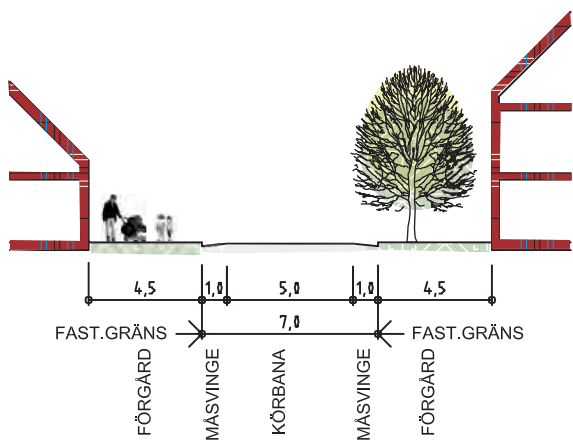 4,5 1,0 5,0 1,0 4,5
7,0
FAST.GRÄNS FAST.GRÄNS
FÖRGÅRD
MÅSVINGE
KÖRBANA
MÅSVINGE
FÖRGÅRD